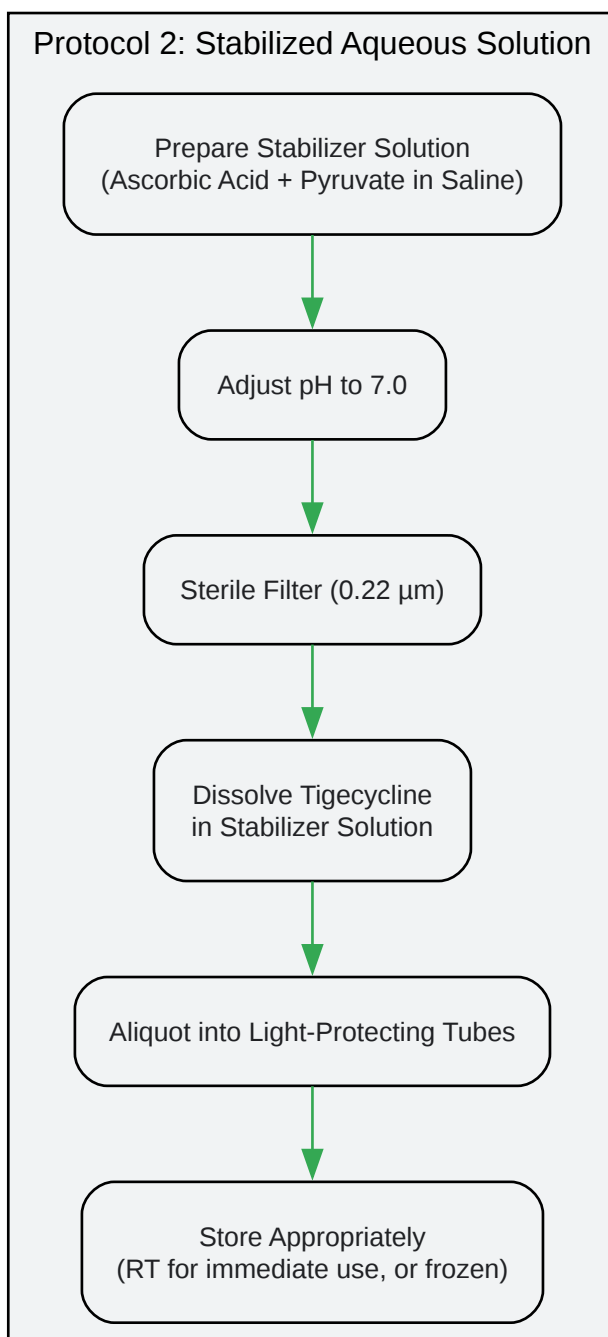 Protocol 2: Stabilized Aqueous Solution
Prepare Stabilizer Solution
(Ascorbic Acid + Pyruvate in Saline)
Adjust pH to 7.0
Sterile Filter (0.22 µm)
Dissolve Tigecycline
in Stabilizer Solution
Aliquot into Light-Protecting Tubes
Store Appropriately
(RT for immediate use, or frozen)